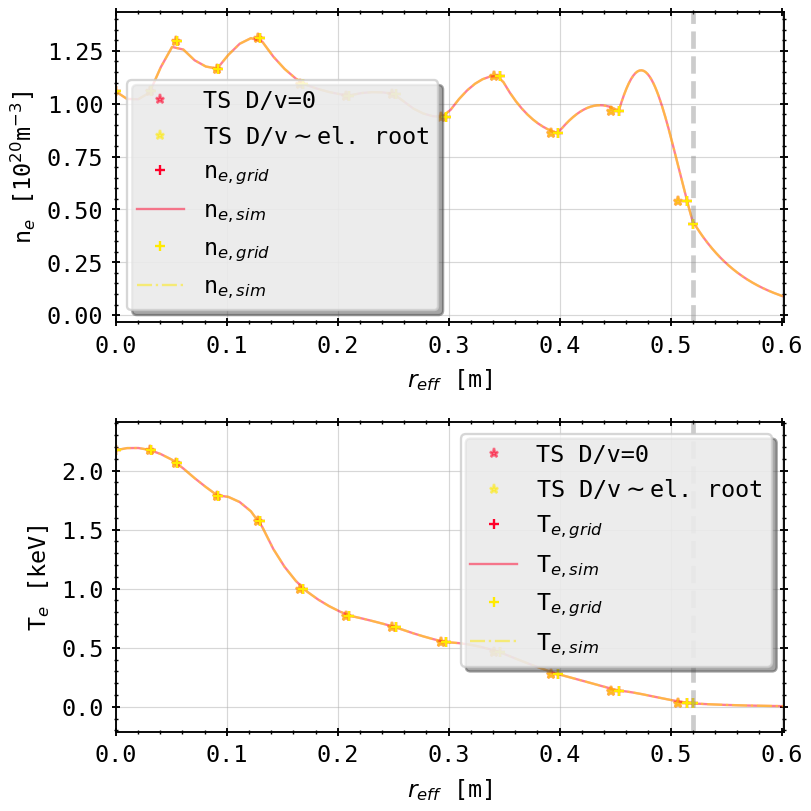 n_e [10^20 m^−3]
1.25
1.00
0.75
0.50
0.25
0.00
TS D/v=0
TS D/v∼el. root
n_e,grid
n_e,sim
n_e,grid
n_e,sim
0.0 0.1 0.2 0.3 0.4 0.5 0.6
r_eff [m]
T_e [keV]
2.0
1.5
1.0
0.5
0.0
TS D/v=0
TS D/v∼el. root
T_e,grid
T_e,sim
T_e,grid
T_e,sim
0.0 0.1 0.2 0.3 0.4 0.5 0.6
r_eff [m]